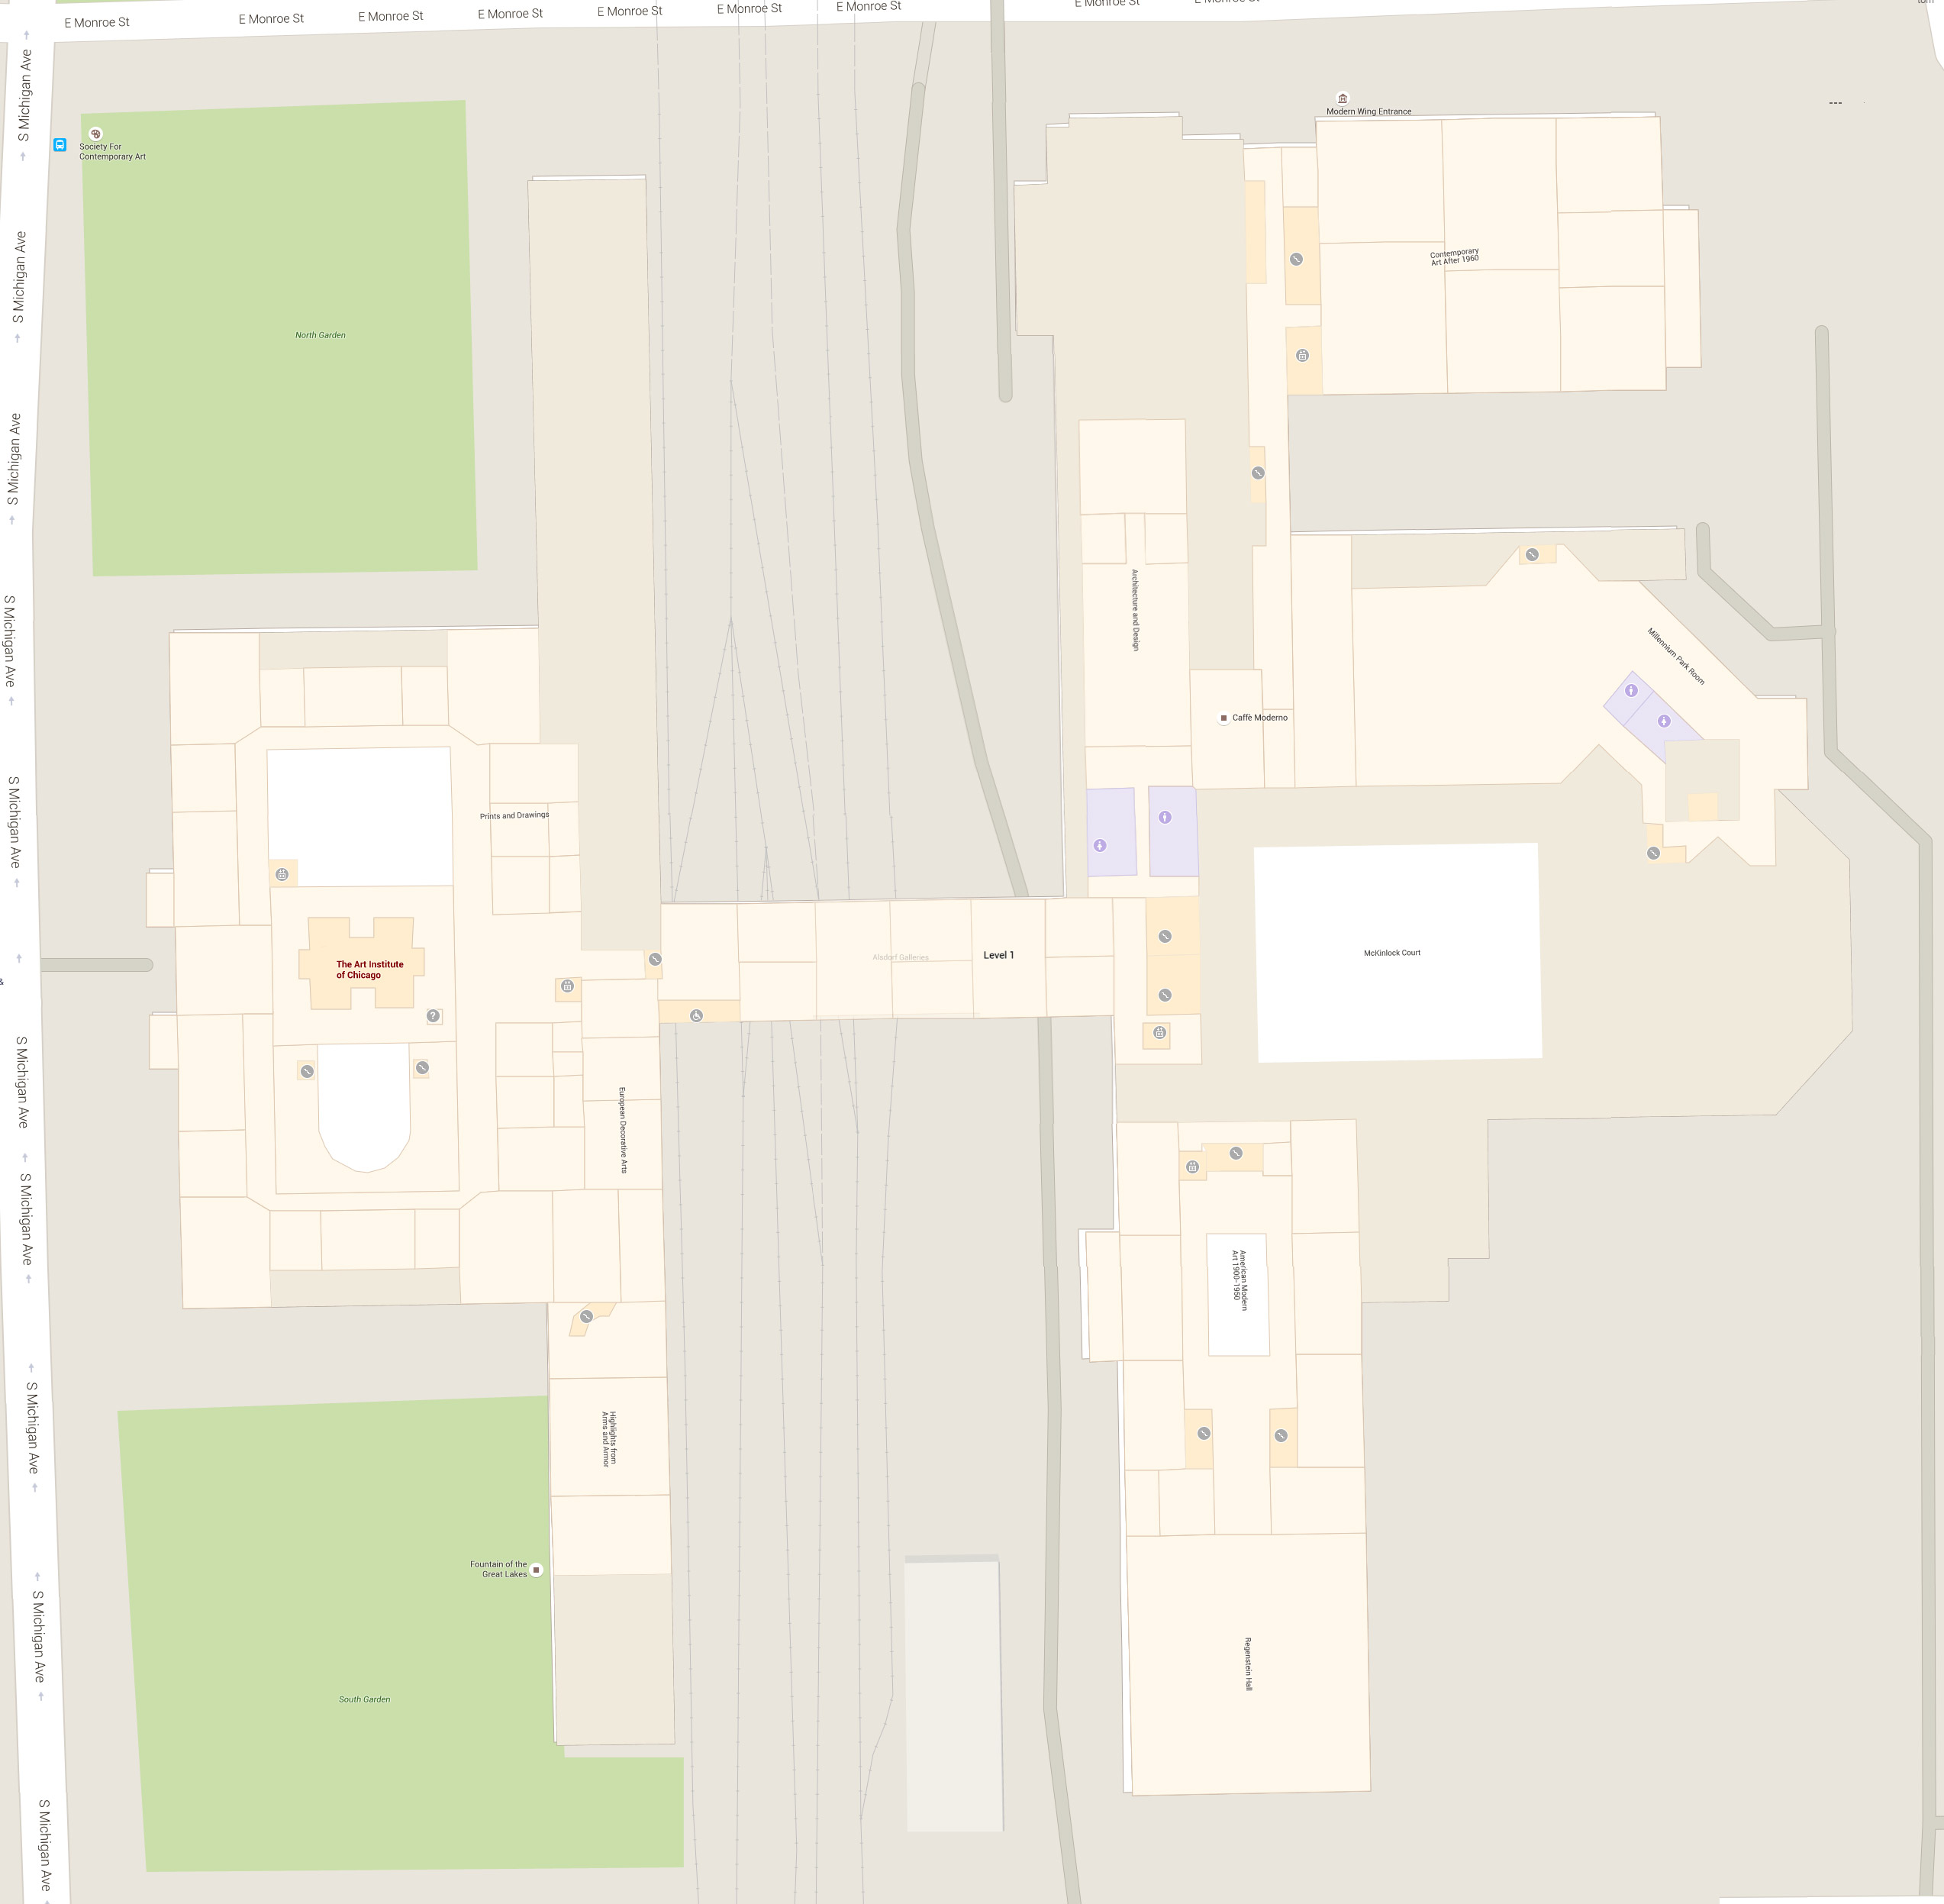 E Monroe St
E Monroe St
E Monroe St
E Monroe St
E Monroe St
E Monroe St
E Monroe St
E Monroe St
S Michigan Ave
S Michigan Ave
S Michigan Ave
S Michigan Ave
S Michigan Ave
S Michigan Ave
S Michigan Ave
S Michigan Ave
S Michigan Ave
S Michigan Ave
Society For
Contemporary Art
North Garden
Modern Wing Entrance
Contemporary
Art After 1960
Architecture and Design
Millennium Park Room
Caffè Moderno
Prints and Drawings
The Art Institute
of Chicago
?
Alsdorf Galleries
Level 1
McKinlock Court
European Decorative Arts
American Modern
Art 1900-1950
Highlights from
Arms and Armor
Fountain of the
Great Lakes
Regenstein Hall
South Garden